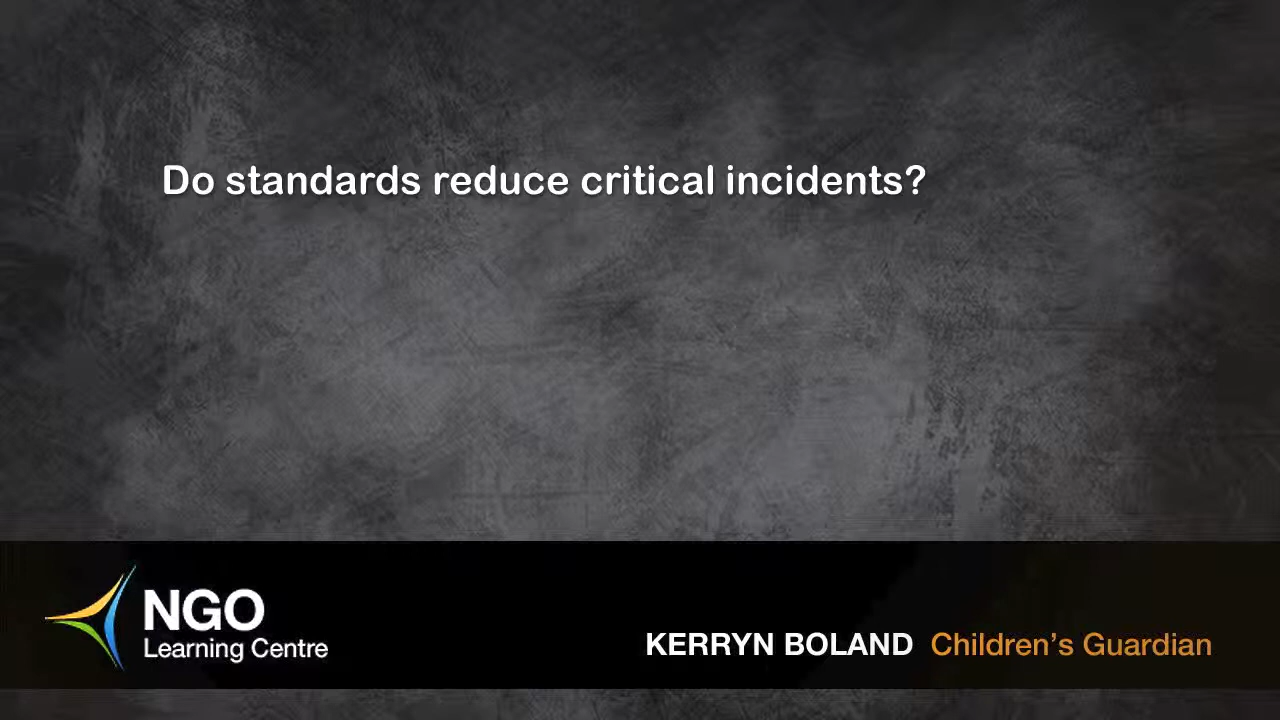 Do standards reduce critical incidents?
NGO
Learning Centre
KERRYN BOLAND Children's Guardian